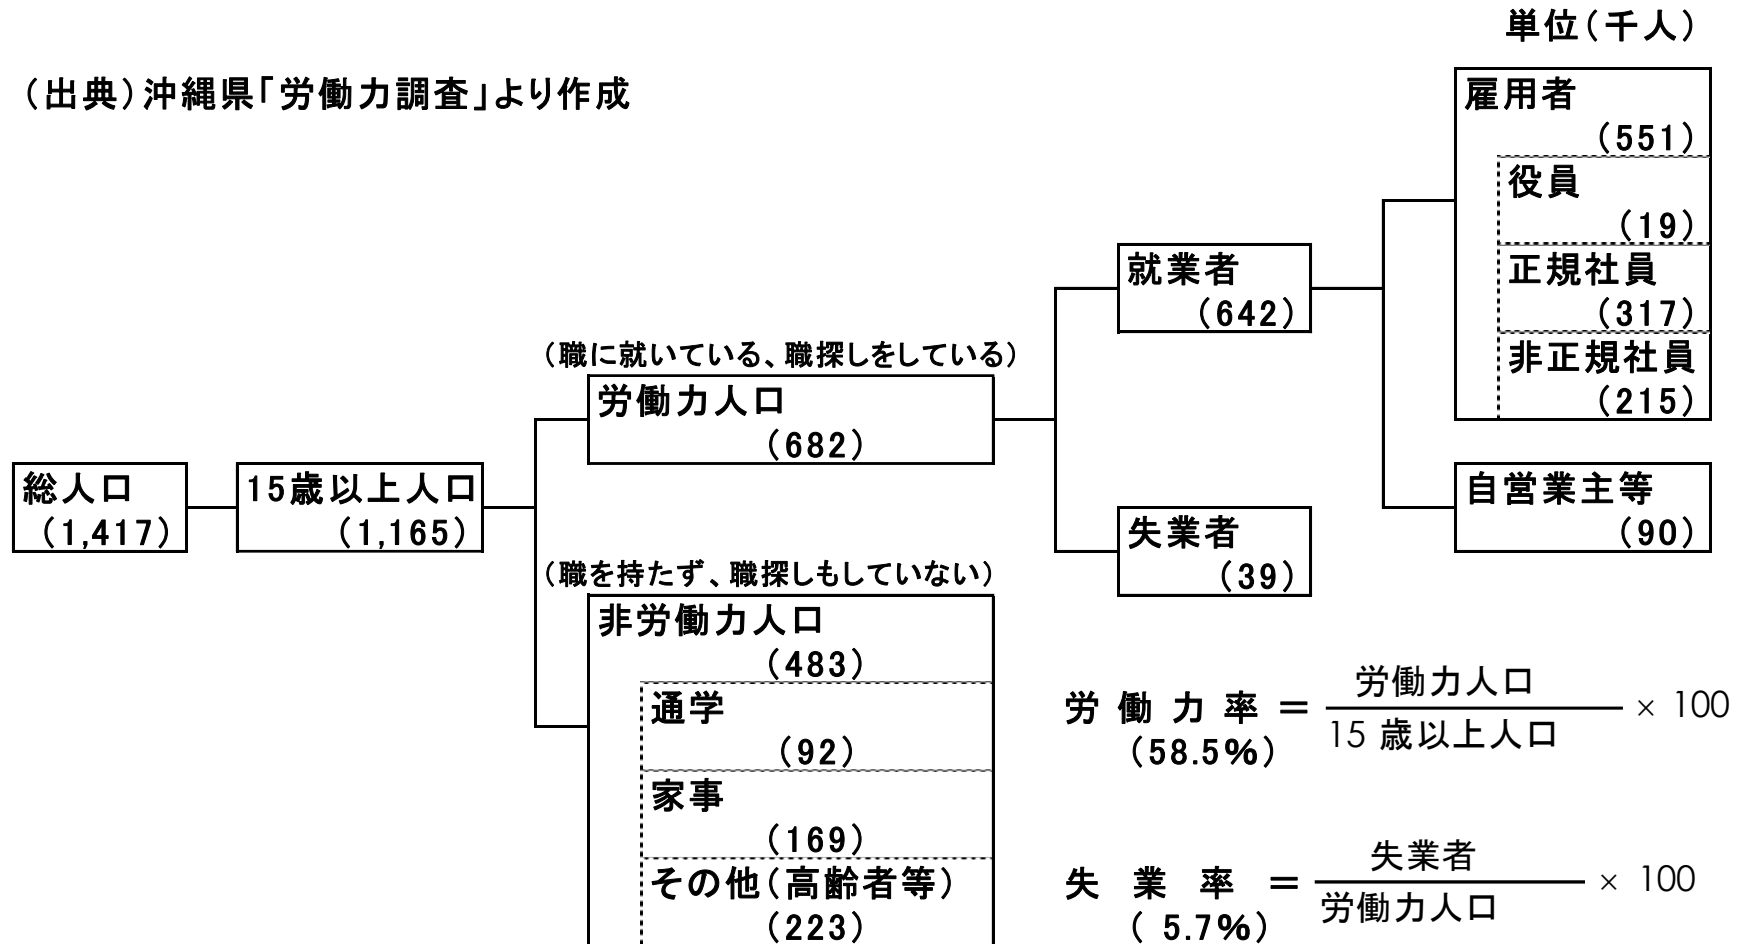 単位(千人)
(出典)沖縄県「労働力調査」より作成
雇用者
(551)
役員
(19)
正規社員
(317)
非正規社員
(215)
就業者
(642)
(職に就いている、職探しをしている)
労働力人口
(682)
総人口
(1,417)
15歳以上人口
(1,165)
自営業主等
(90)
失業者
(39)
(職を持たず、職探しもしていない)
非労働力人口
(483)
通学
(92)
家事
(169)
その他(高齢者等)
(223)
労働力率 = 労働力人口 / 15歳以上人口 × 100
(58.5%)
失業率 = 失業者 / 労働力人口 × 100
( 5.7%)